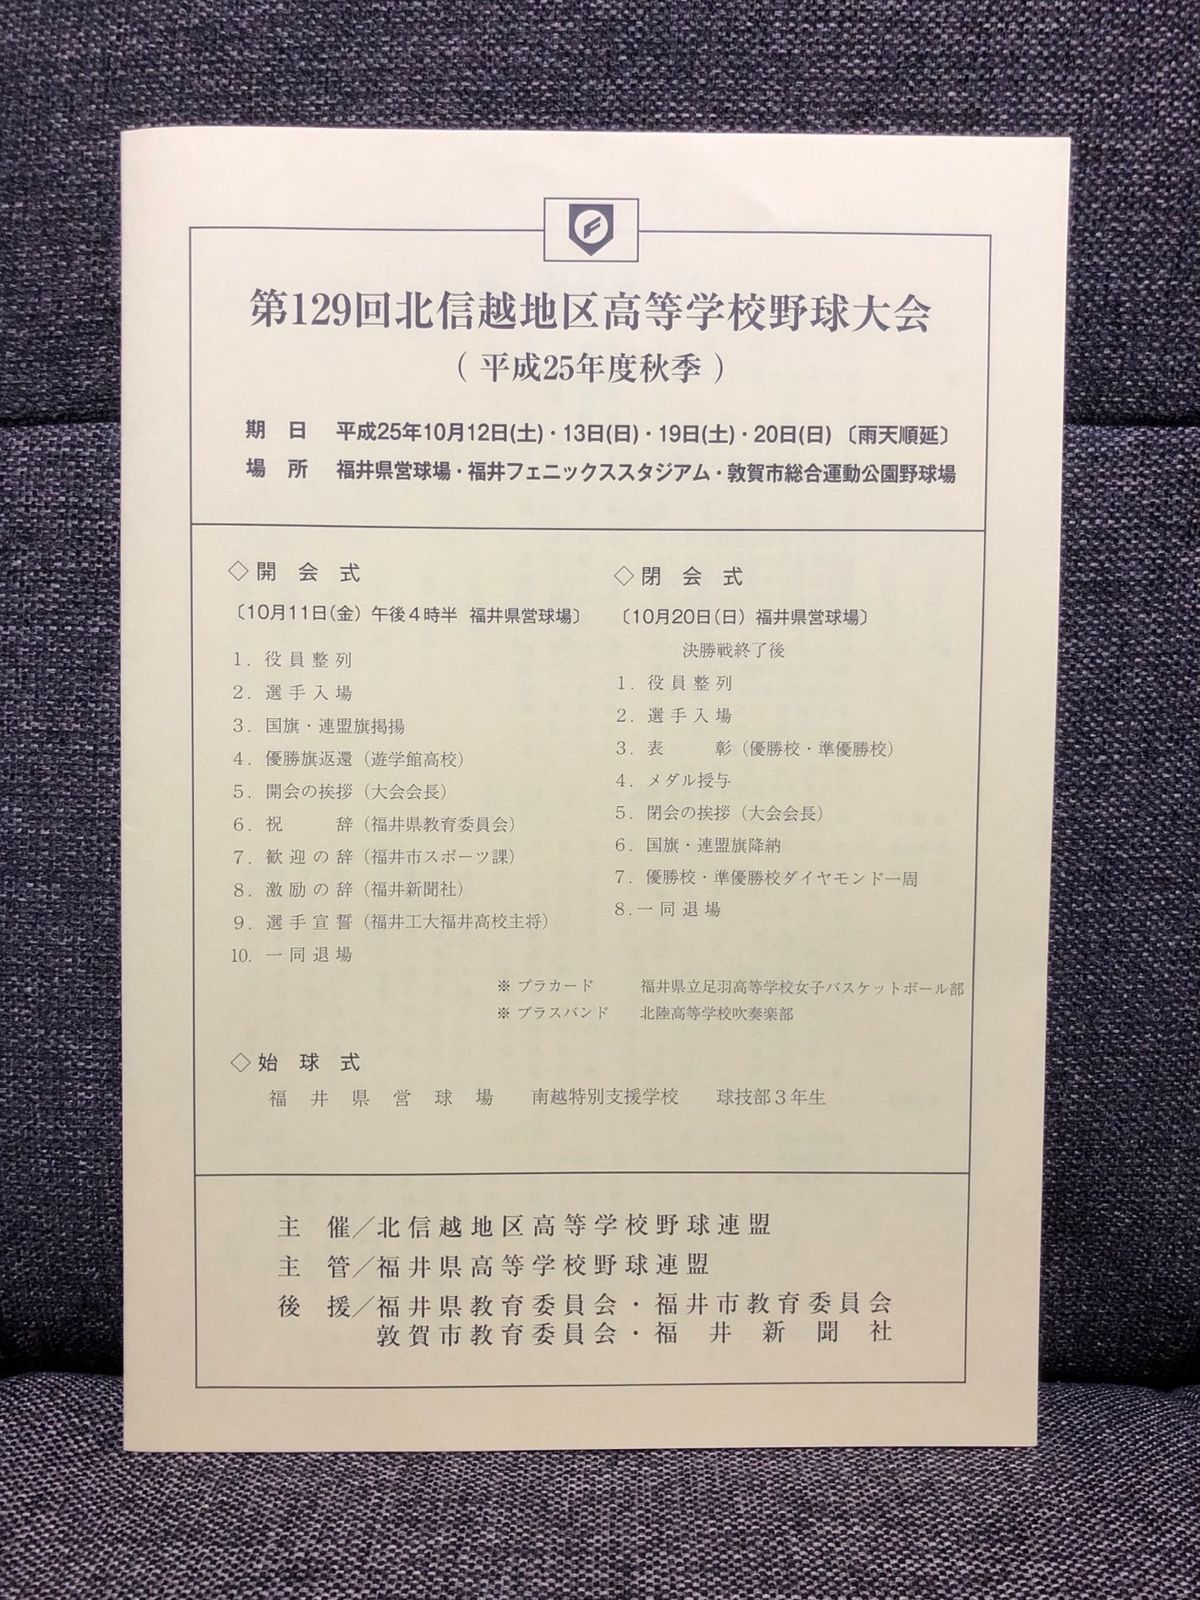 F
第129回北信越地区高等学校野球大会
( 平成25年度秋季 )
期 日 平成25年10月12日(土)・13日(日)・19日(土)・20日(日)〔雨天順延〕
場 所 福井県営球場・福井フェニックススタジアム・敦賀市総合運動公園野球場
◇開 会 式
〔10月11日(金) 午後4時半 福井県営球場〕
1. 役員整列
2. 選手入場
3. 国旗・連盟旗掲揚
4. 優勝旗返還(遊学館高校)
5. 開会の挨拶(大会会長)
6. 祝 辞(福井県教育委員会)
7. 歓迎の辞(福井市スポーツ課)
8. 激励の辞(福井新聞社)
9. 選手宣誓(福井工大福井高校主将)
10. 一同退場
◇閉 会 式
〔10月20日(日) 福井県営球場〕
決勝戦終了後
1. 役員整列
2. 選手入場
3. 表 彰(優勝校・準優勝校)
4. メダル授与
5. 閉会の挨拶(大会会長)
6. 国旗・連盟旗降納
7. 優勝校・準優勝校ダイヤモンド一周
8. 一同退場
※ プラカード 福井県立足羽高等学校女子バスケットボール部
※ ブラスバンド 北陸高等学校吹奏楽部
◇始 球 式
福 井 県 営 球 場 南越特別支援学校 球技部3年生
主 催／北信越地区高等学校野球連盟
主 管／福井県高等学校野球連盟
後 援／福井県教育委員会・福井市教育委員会
敦賀市教育委員会・福 井 新 聞 社